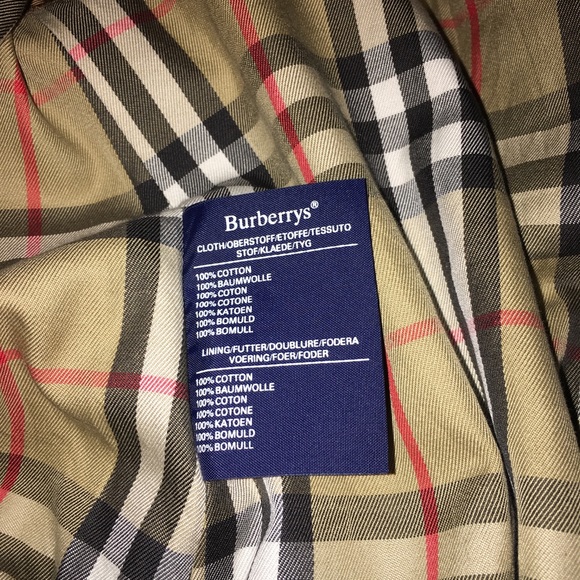 Burberrys®
CLOTH/OBERSTOFF/ETOFFE/TESSUTO
STOF/KLAEDE/TYG
100% COTTON
100% BAUMWOLLE
100% COTON
100% COTONE
100% KATOEN
100% BOMULD
100% BOMULL
LINING/FUTTER/DOUBLURE/FODERA
VOERING/FOER/FODER
100% COTTON
100% BAUMWOLLE
100% COTON
100% COTONE
100% KATOEN
100% BOMULD
100% BOMULL